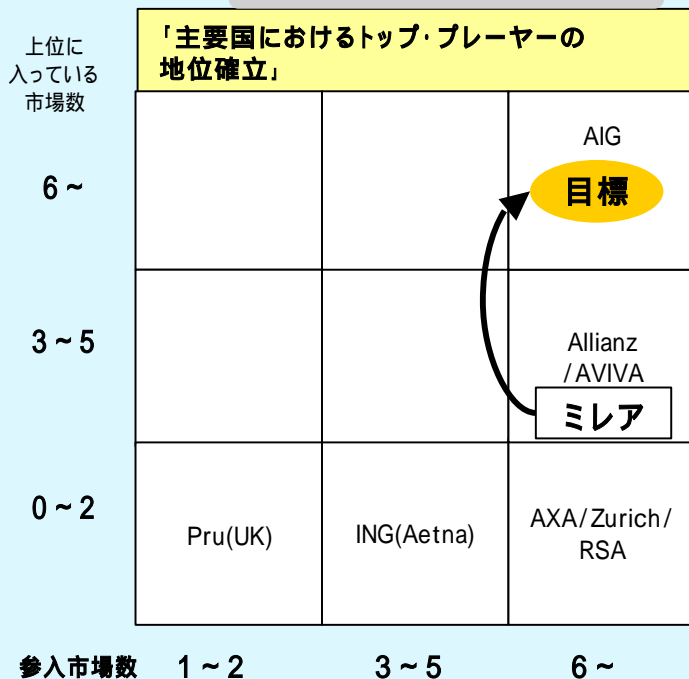 上位に
入っている
市場数
「主要国におけるトップ・プレーヤーの
地位確立」
AIG
6~
目標
3~5
Allianz
/AVIVA
ミレア
0~2
Pru(UK)
ING(Aetna)
AXA/Zurich/
RSA
参入市場数 1~2 3~5 6~